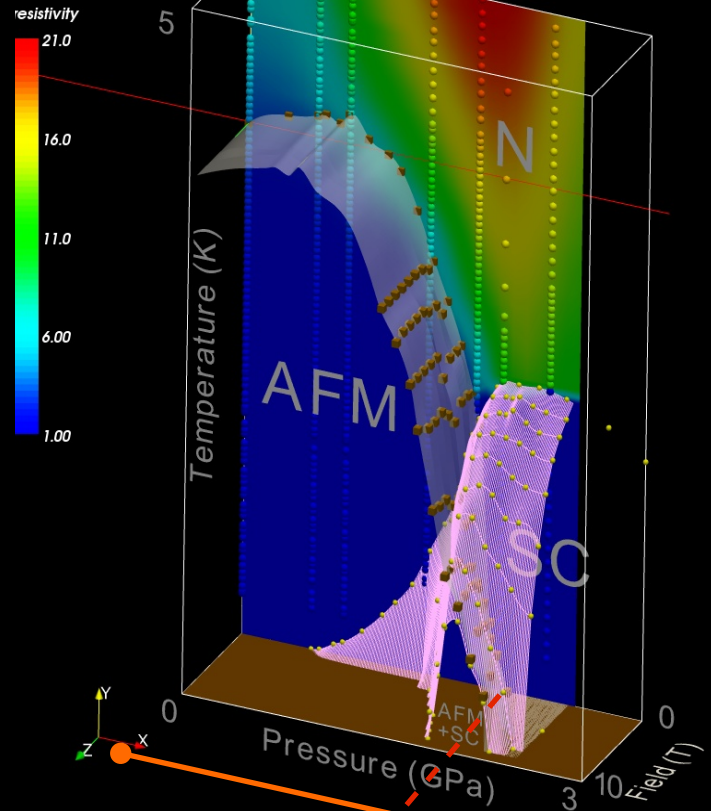 resistivity
5
21.0
16.0
11.0
6.00
1.00
N
Temperature (K)
AFM
SC
AFM
+SC
0
Pressure (GPa)
3
0
10
Field (T)
Y
X
Z